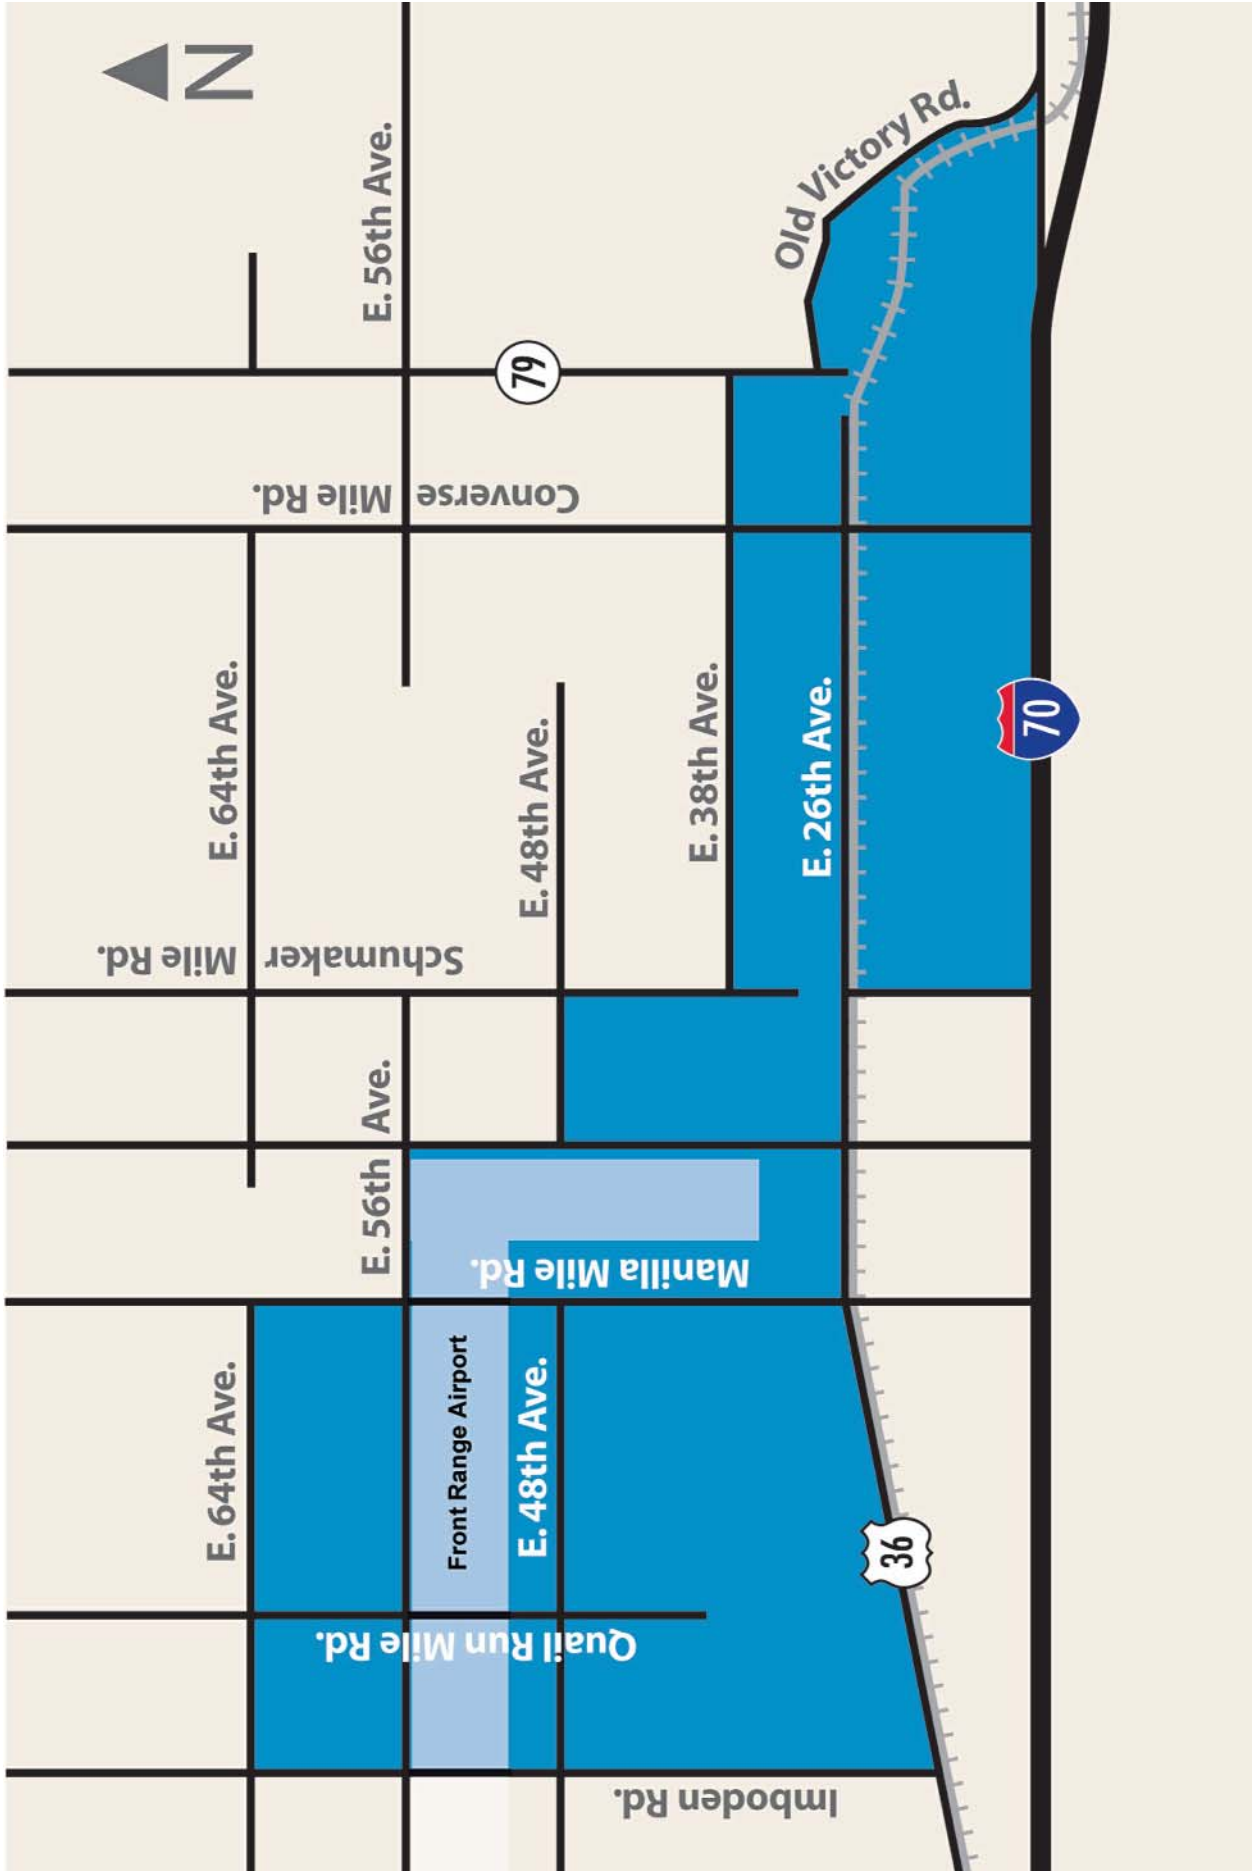 N
Schumaker Mile Rd.
E. 64th Ave.
E. 64th Ave.
Converse Mile Rd.
Quail Run Mile Rd.
E. 56th Ave.
E. 56th Ave.
Front Range Airport
Manilla Mile Rd.
79
E. 48th Ave.
E. 48th Ave.
Imboden Rd.
E. 38th Ave.
E. 26th Ave.
Old Victory Rd.
36
70